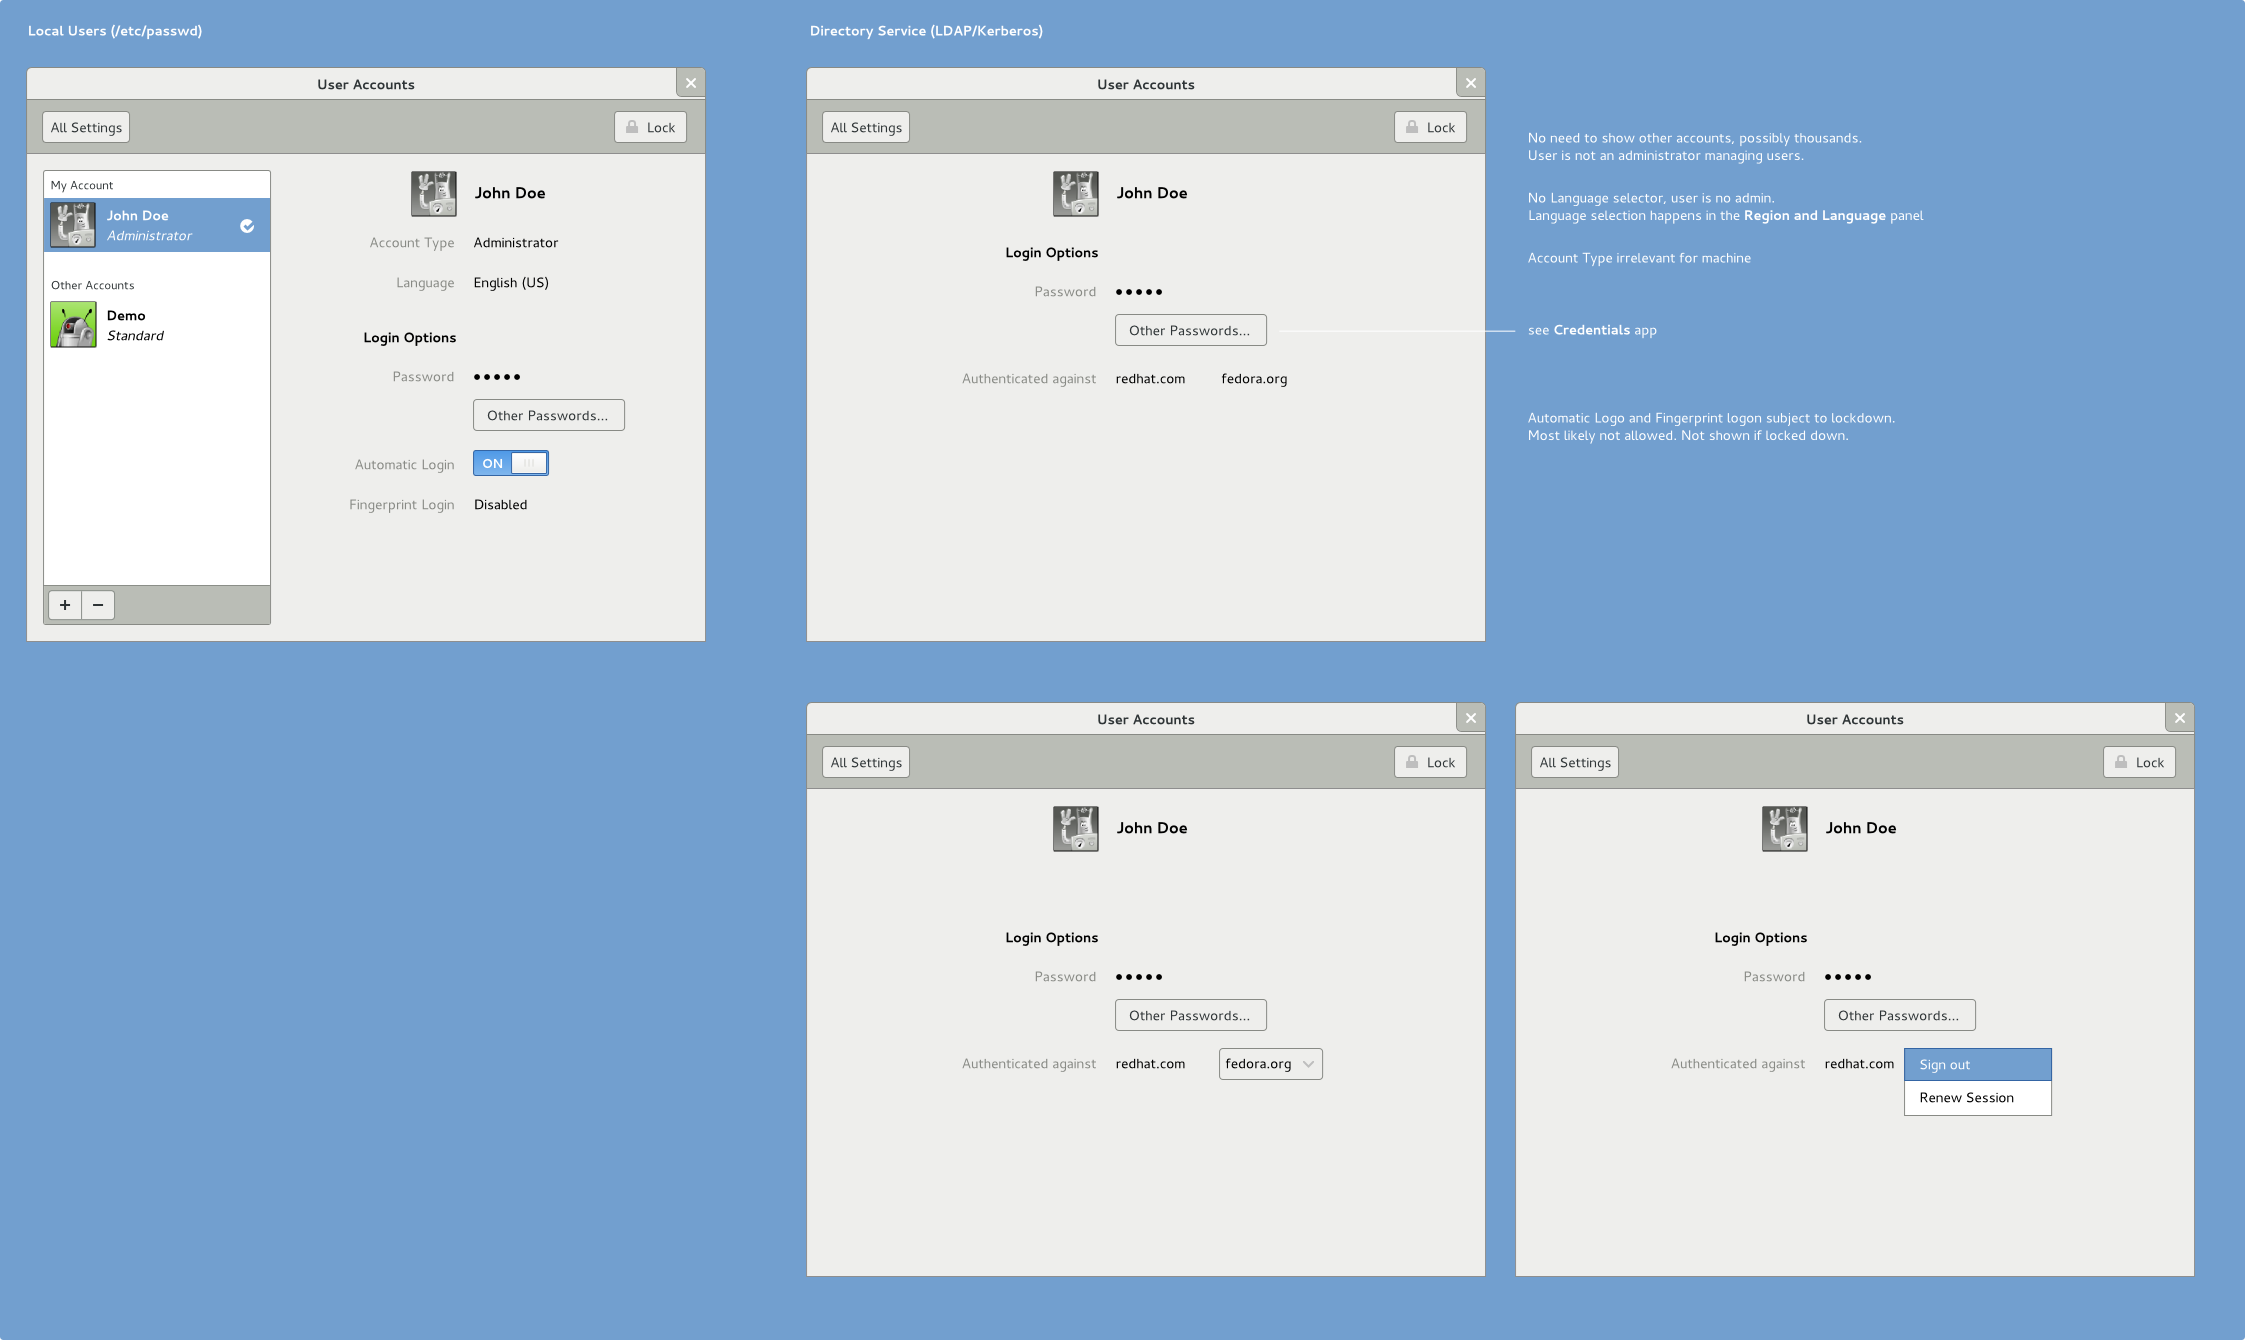 Local Users (/etc/passwd)
User Accounts
All Settings
Lock
My Account
John Doe
Administrator
Other Accounts
Demo
Standard
John Doe
Account Type Administrator
Language English (US)
Login Options
Password •••••
Other Passwords...
Automatic Login ON
Fingerprint Login Disabled
Directory Service (LDAP/Kerberos)
User Accounts
All Settings
Lock
John Doe
Login Options
Password •••••
Other Passwords...
Authenticated against redhat.com fedora.org
No need to show other accounts, possibly thousands.
User is not an administrator managing users.
No Language selector, user is no admin.
Language selection happens in the Region and Language panel
Account Type irrelevant for machine
see Credentials app
Automatic Logo and Fingerprint logon subject to lockdown.
Most likely not allowed. Not shown if locked down.
User Accounts
All Settings
Lock
John Doe
Login Options
Password •••••
Other Passwords...
Authenticated against redhat.com fedora.org
User Accounts
All Settings
Lock
John Doe
Login Options
Password •••••
Other Passwords...
Authenticated against redhat.com Sign out
Renew Session